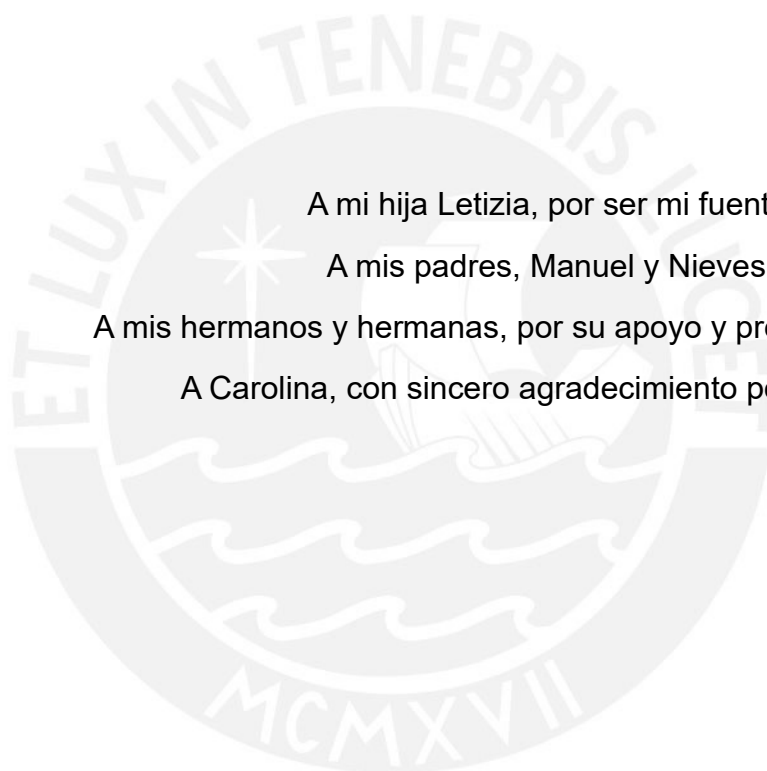 ET LUX IN TENEBRIS LUCET
A mi hija Letizia, por ser mi
A mis padres, Manuel y Nieves
A mis hermanos y hermanas, por su apoyo y
A Carolina, con sincero agradecimiento
MCMXVII